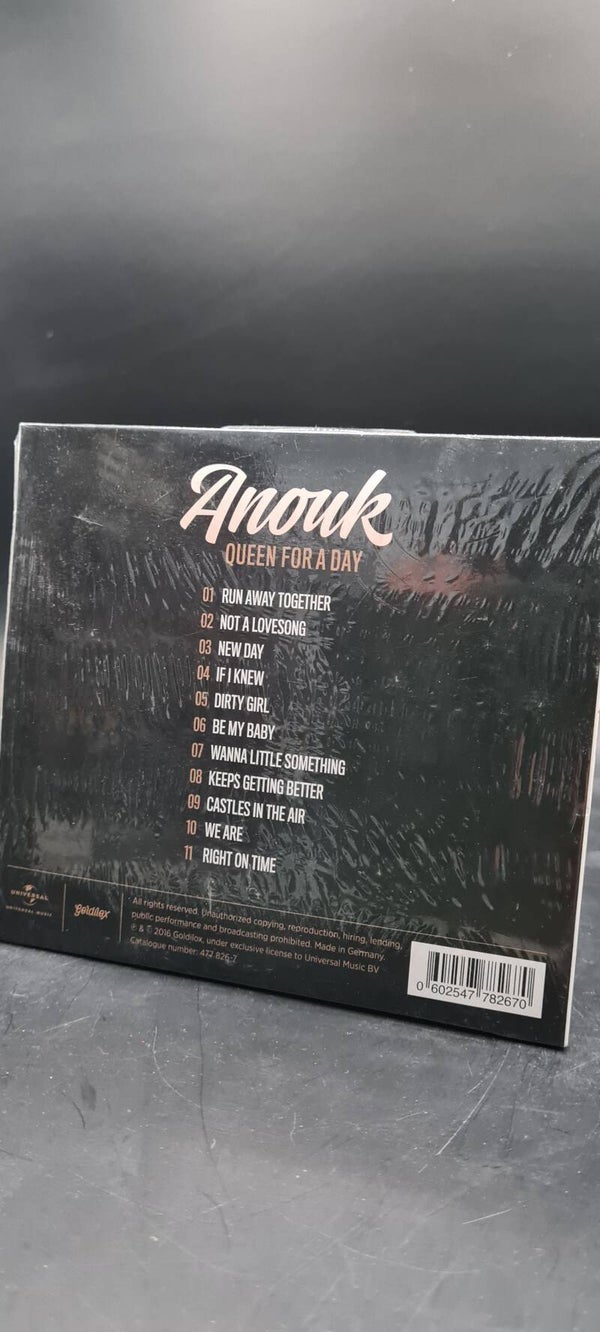 Anouk
QUEEN FOR A DAY
01 RUN AWAY TOGETHER
02 NOT A LOVESONG
03 NEW DAY
04 IF I KNEW
05 DIRTY GIRL
06 BE MY BABY
07 WANNA LITTLE SOMETHING
08 KEEPS GETTING BETTER
09 CASTLES IN THE AIR
10 WE ARE
11 RIGHT ON TIME
UNIVERSAL
UNIVERSAL MUSIC
Goldilox
All rights reserved. Unauthorized copying, reproduction, hiring, lending,
public performance and broadcasting prohibited. Made in Germany.
℗ & © 2016 Goldilox, under exclusive license to Universal Music BV
Catalogue number: 477 826-7
0 602547 782670